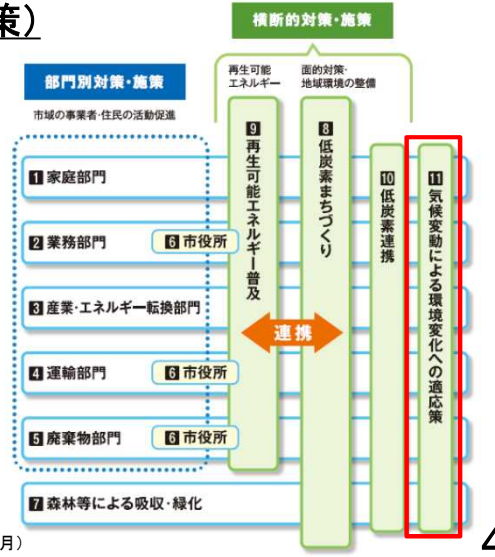 策）
横断的対策・施策
部門別対策・施策
再生可能
エネルギー
面的対策・
地域環境の整備
市域の事業者・住民の活動促進
9 再生可能エネルギー普及
8 低炭素まちづくり
10 低炭素連携
11 気候変動による環境変化への適応策
1 家庭部門
2 業務部門
6 市役所
3 産業・エネルギー転換部門
連携
4 運輸部門
6 市役所
5 廃棄物部門
6 市役所
7 森林等による吸収・緑化
月）